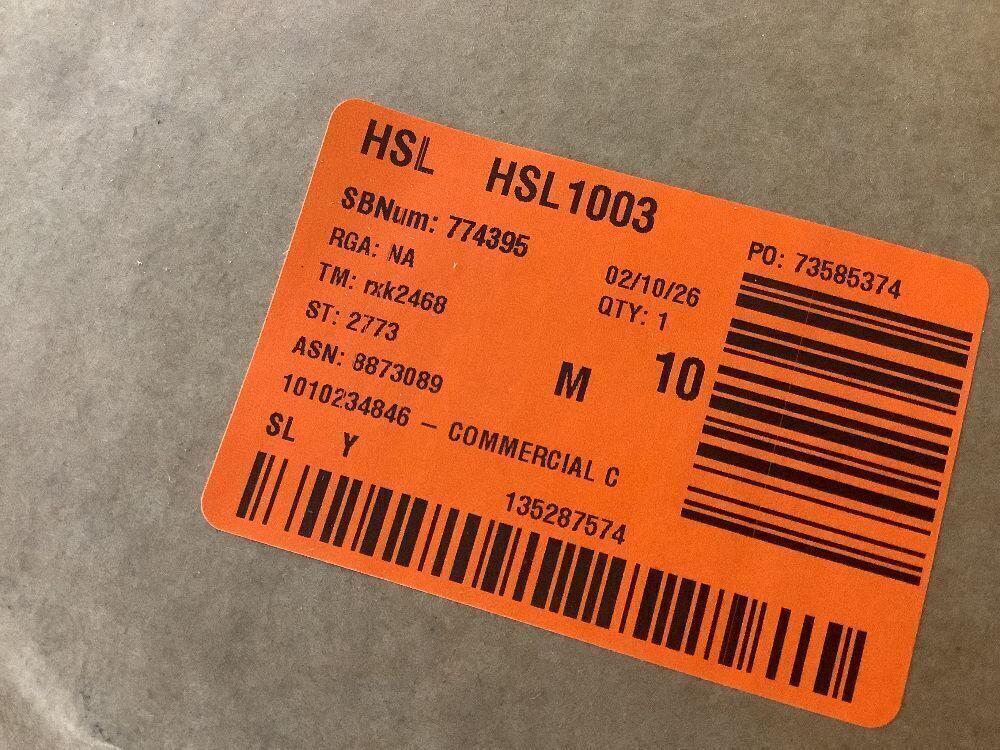 HSL HSL1003
SBNum: 774395
RGA: NA
TM: rxk2468
ST: 2773
ASN: 8873089
1010234846 – COMMERCIAL C
SL Y
02/10/26
QTY: 1
M 10
PO: 73585374
135287574